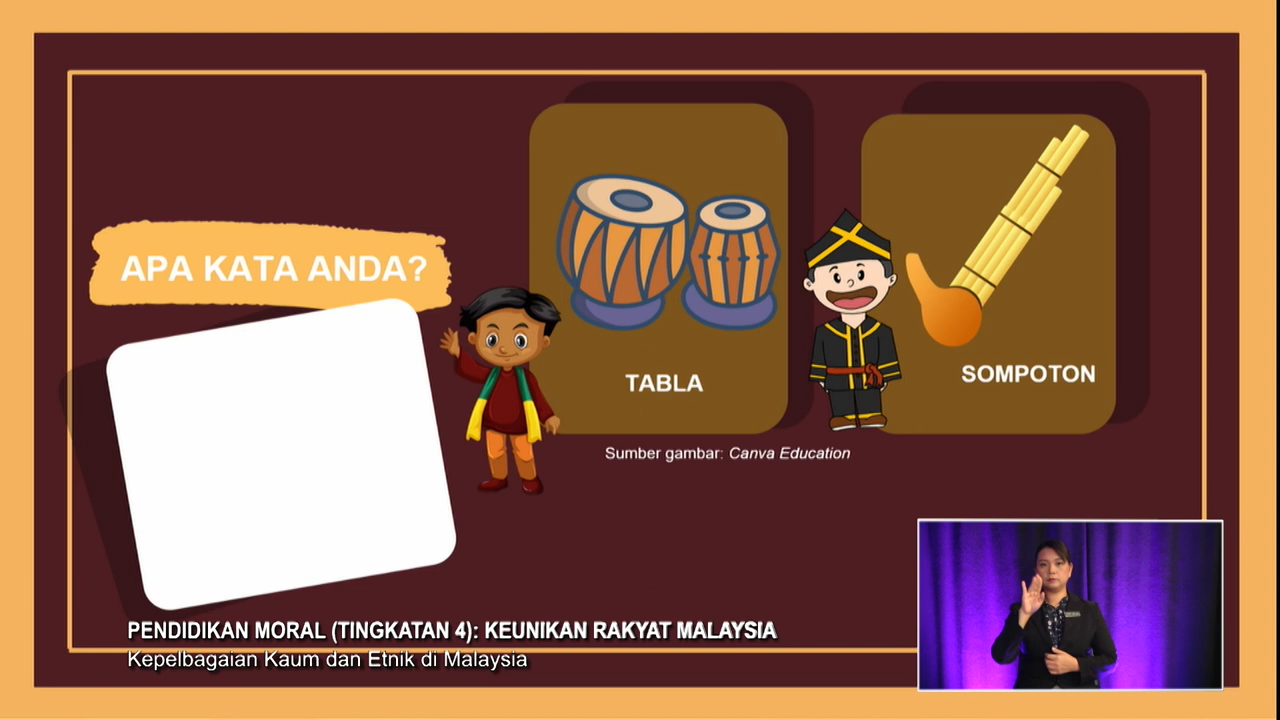 APA KATA ANDA?
TABLA
SOMPOTON
Sumber gambar: Canva Education
PENDIDIKAN MORAL (TINGKATAN 4): KEUNIKAN RAKYAT MALAYSIA
Kepelbagaian Kaum dan Etnik di Malaysia